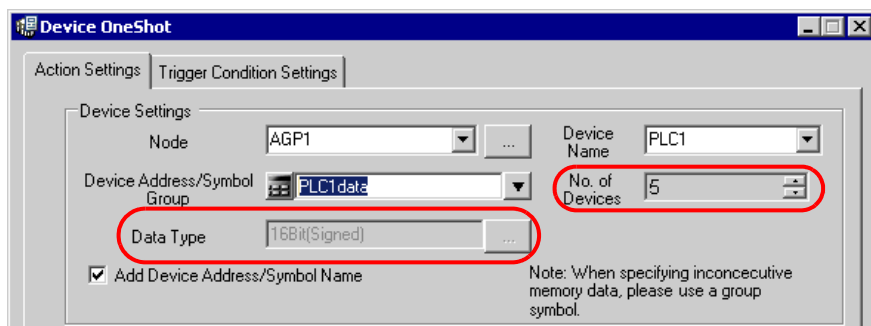 Device OneShot
Action Settings
Trigger Condition Settings
Device Settings
Node
AGP1
...
Device
Name
PLC1
Device Address/Symbol
Group
PLC1data
No. of
Devices
5
Data Type
16Bit(Signed)
...
Add Device Address/Symbol Name
Note: When specifying inconcecutive
memory data, please use a group
symbol.